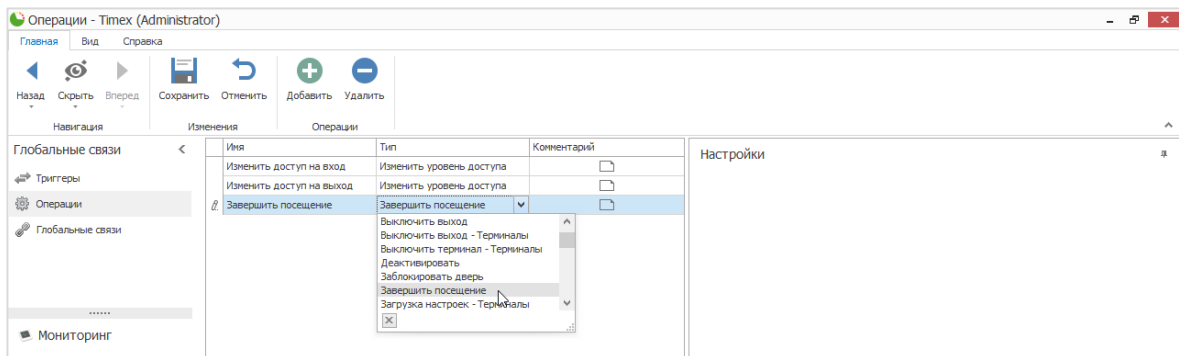 Операции - Timex (Administrator)
Главная Вид Справка
Назад Скрыть Вперед Сохранить Отменить Добавить Удалить
Навигация Изменения Операции
Глобальные связи
Триггеры
Операции
Глобальные связи
Мониторинг
Имя Тип Комментарий
Изменить доступ на вход Изменить уровень доступа
Изменить доступ на выход Изменить уровень доступа
Завершить посещение Завершить посещение
Выключить выход
Выключить выход - Терминалы
Выключить терминал - Терминалы
Деактивировать
Заблокировать дверь
Завершить посещение
Загрузка настроек - Терминалы
Настройки